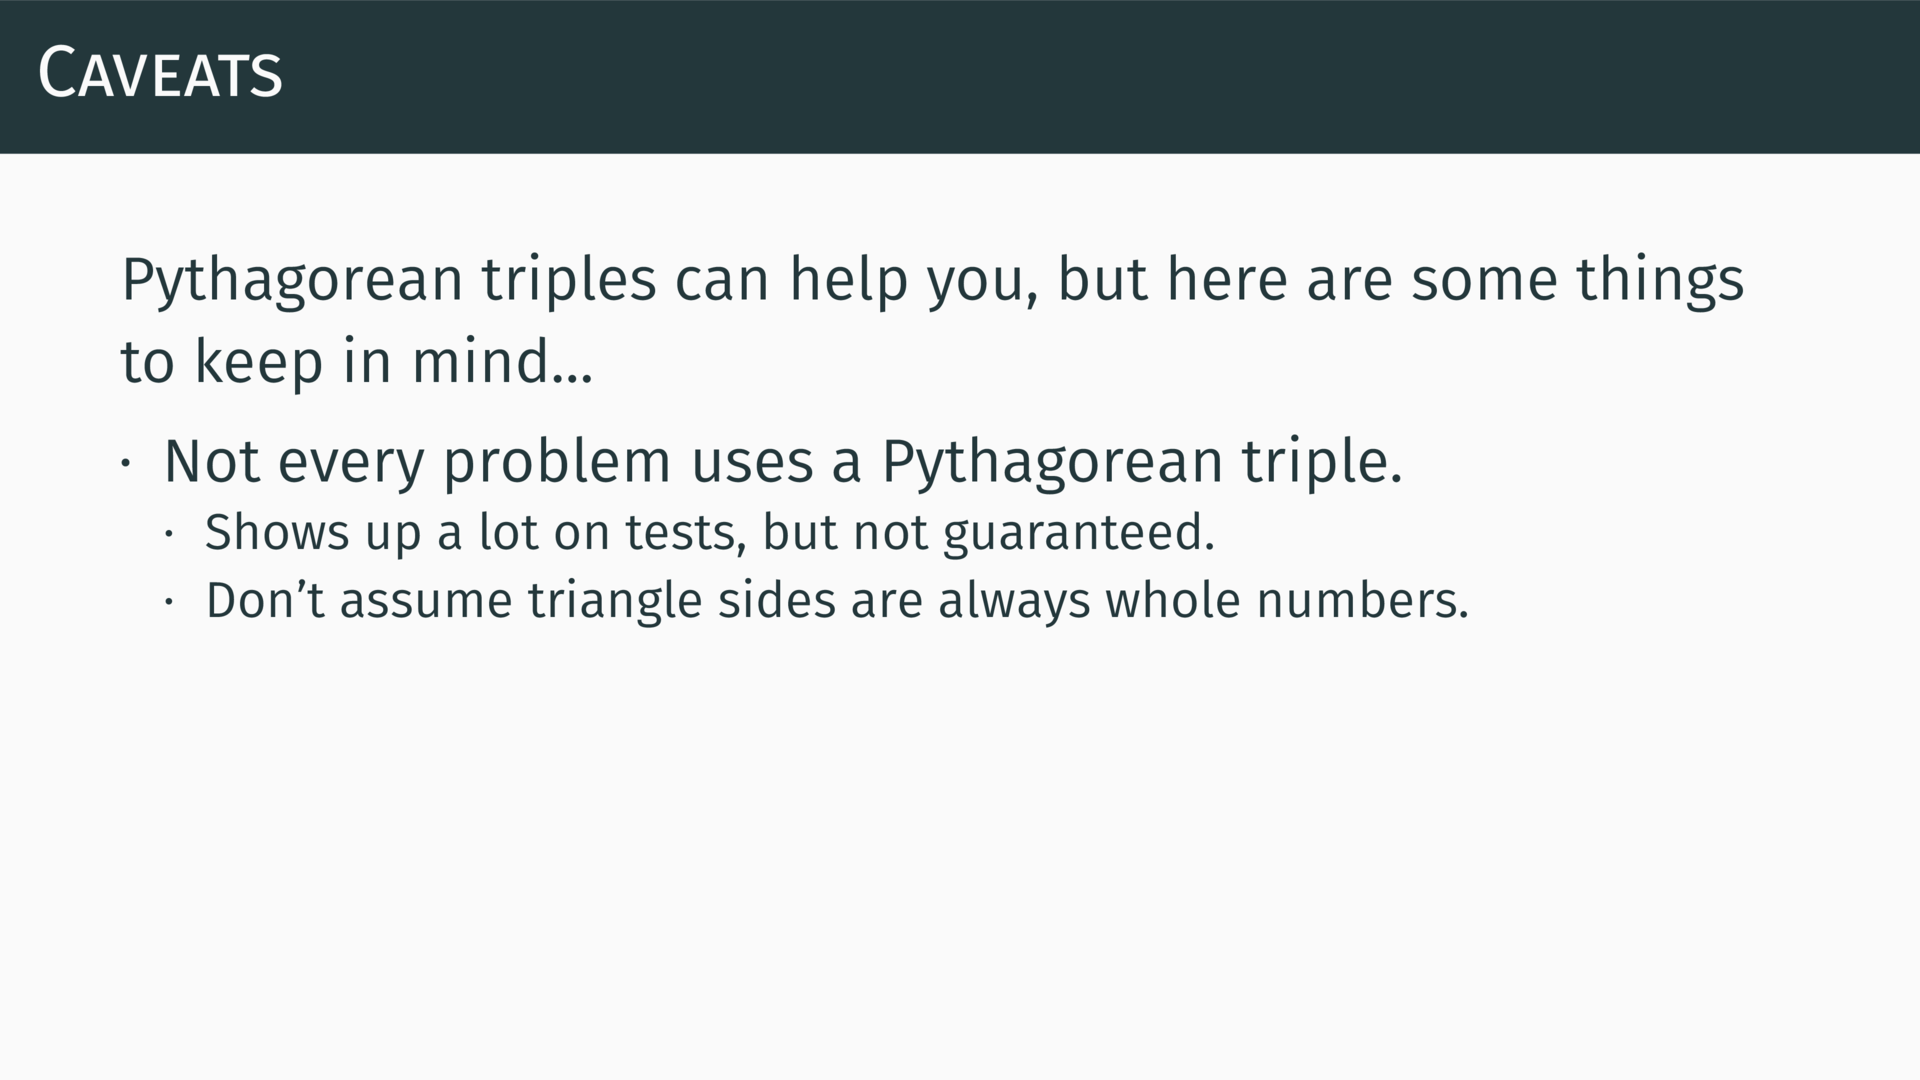 Caveats
Pythagorean triples can help you, but here are some things
to keep in mind...
· Not every problem uses a Pythagorean triple.
· Shows up a lot on tests, but not guaranteed.
· Don’t assume triangle sides are always whole numbers.